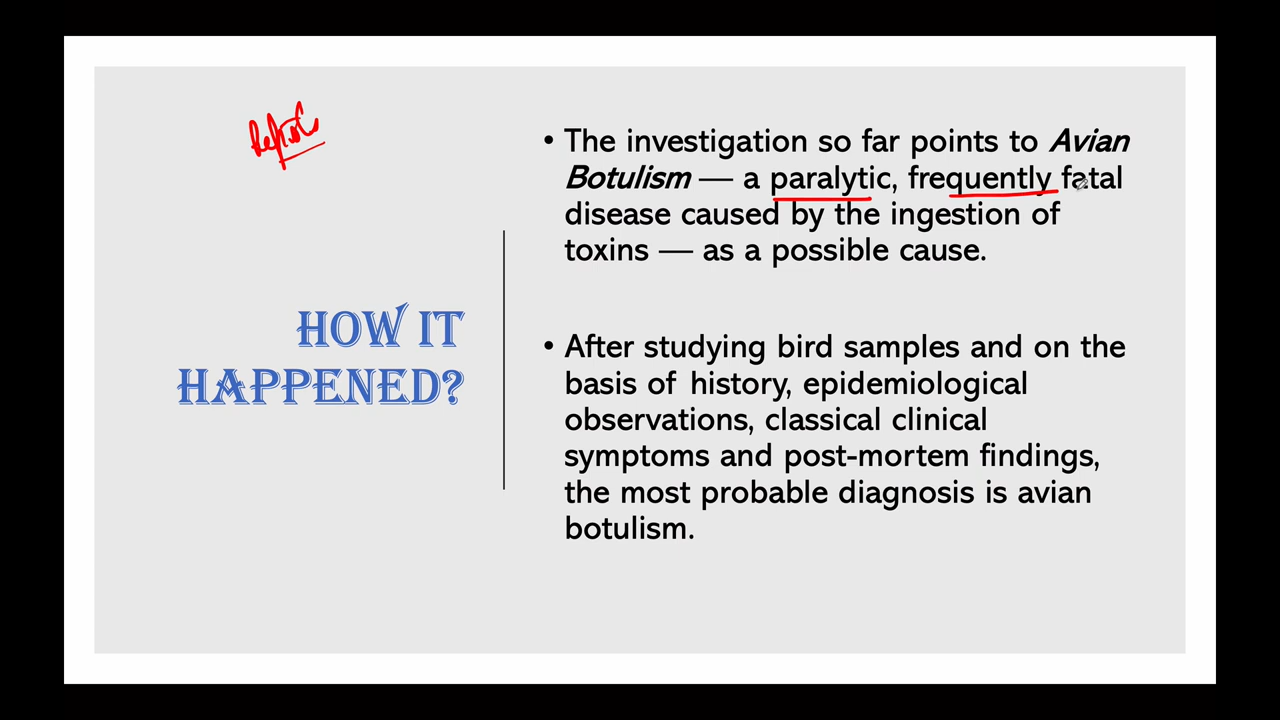 HOW IT
HAPPENED?
• The investigation so far points to Avian
Botulism — a paralytic, frequently fatal
disease caused by the ingestion of
toxins — as a possible cause.
• After studying bird samples and on the
basis of history, epidemiological
observations, classical clinical
symptoms and post-mortem findings,
the most probable diagnosis is avian
botulism.